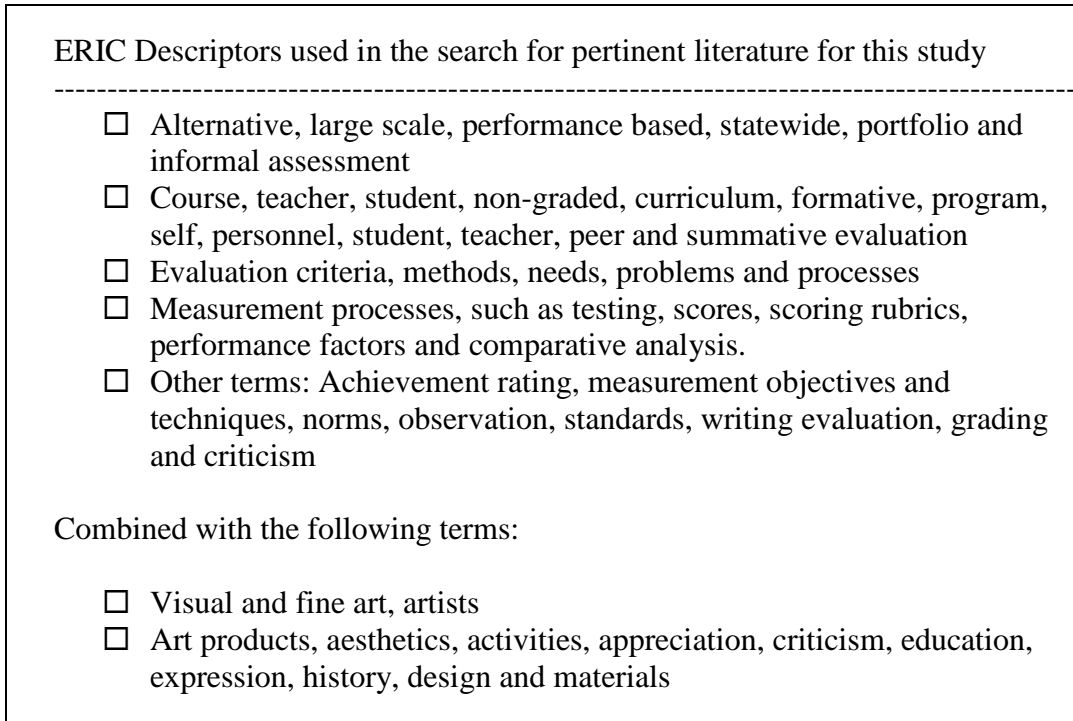 ERIC Descriptors used in the search for pertinent literature for this study
-------------------------------------------------------------------------------------------------
☐ Alternative, large scale, performance based, statewide, portfolio and
informal assessment
☐ Course, teacher, student, non-graded, curriculum, formative, program,
self, personnel, student, teacher, peer and summative evaluation
☐ Evaluation criteria, methods, needs, problems and processes
☐ Measurement processes, such as testing, scores, scoring rubrics,
performance factors and comparative analysis.
☐ Other terms: Achievement rating, measurement objectives and
techniques, norms, observation, standards, writing evaluation, grading
and criticism
Combined with the following terms:
☐ Visual and fine art, artists
☐ Art products, aesthetics, activities, appreciation, criticism, education,
expression, history, design and materials